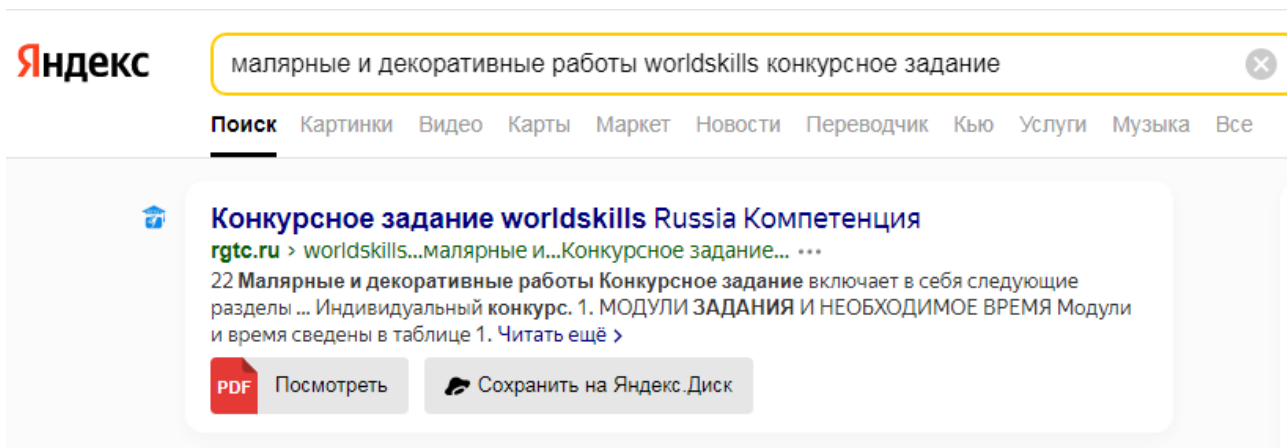 Яндекс
малярные и декоративные работы worldskills конкурсное задание
Поиск Картинки Видео Карты Маркет Новости Переводчик Кью Услуги Музыка Все
Конкурсное задание worldskills Russia Компетенция
rgtc.ru › worldskills...малярные и...Конкурсное задание...
22 Малярные и декоративные работы Конкурсное задание включает в себя следующие
разделы ... Индивидуальный конкурс. 1. МОДУЛИ ЗАДАНИЯ И НЕОБХОДИМОЕ ВРЕМЯ Модули
и время сведены в таблице 1. Читать ещё ›
PDF Посмотреть Сохранить на Яндекс.Диск